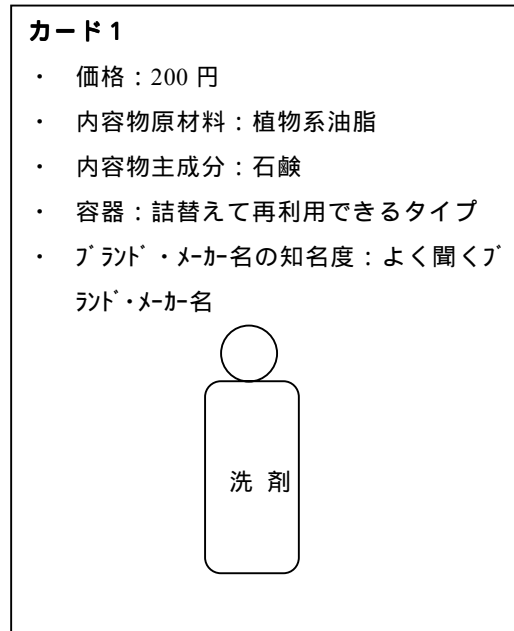 カード1
・ 価格：200 円
・ 内容物原材料：植物系油脂
・ 内容物主成分：石鹸
・ 容器：詰替えて再利用できるタイプ
・ ﾌﾞﾗﾝﾄﾞ・ﾒｰｶｰ名の知名度：よく聞くﾌﾞ
ﾗﾝﾄﾞ・ﾒｰｶｰ名
洗 剤